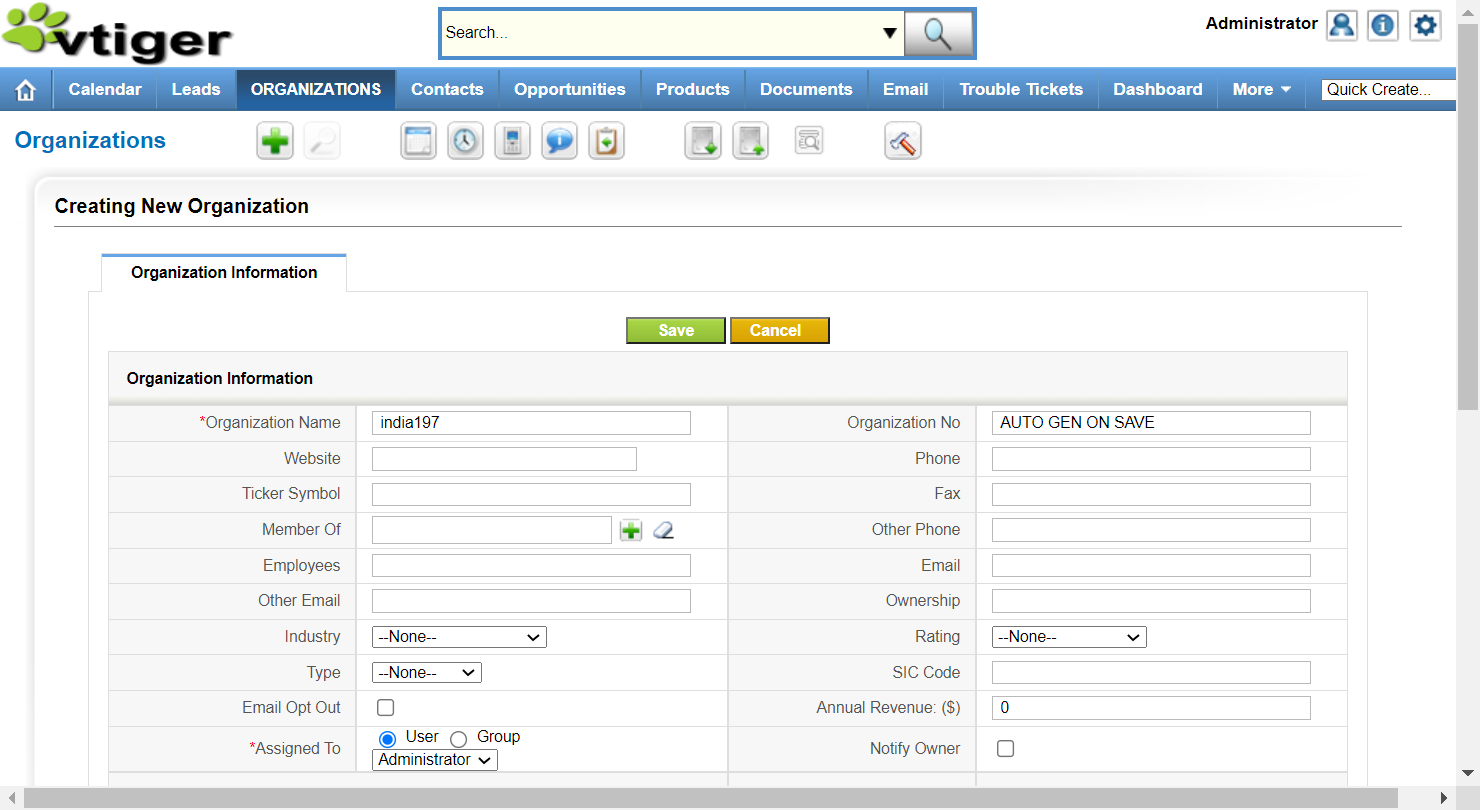 vtiger
Search...
Administrator
Calendar Leads ORGANIZATIONS Contacts Opportunities Products Documents Email Trouble Tickets Dashboard More Quick Create...
Organizations
Creating New Organization
Organization Information
Save Cancel
Organization Information
*Organization Name india197 Organization No AUTO GEN ON SAVE
Website Phone
Ticker Symbol Fax
Member Of Other Phone
Employees Email
Other Email Ownership
Industry --None-- Rating --None--
Type --None-- SIC Code
Email Opt Out Annual Revenue: ($) 0
*Assigned To User Group Notify Owner
Administrator